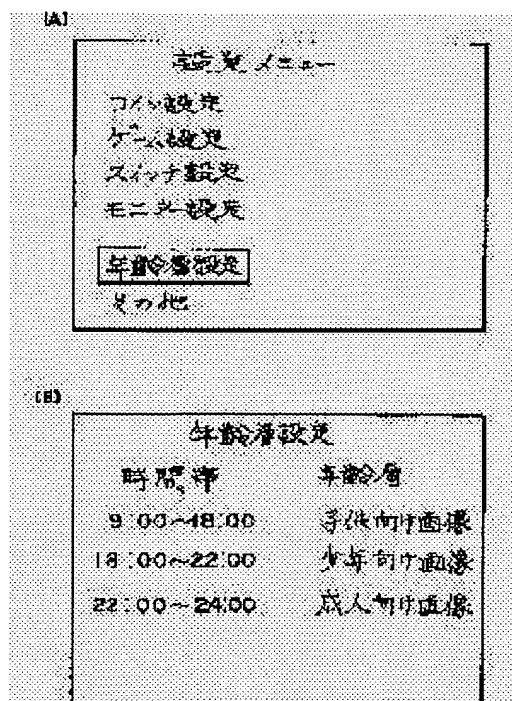 (A)
設定メニュー
コイン設定
ゲーム設定
スイッチ設定
モニター設定
年齢層設定
その他
(B)
年齢層設定
時間帯 年齢層
9:00~18:00 子供向け画像
18:00~22:00 少年向け画像
22:00~24:00 成人向け画像